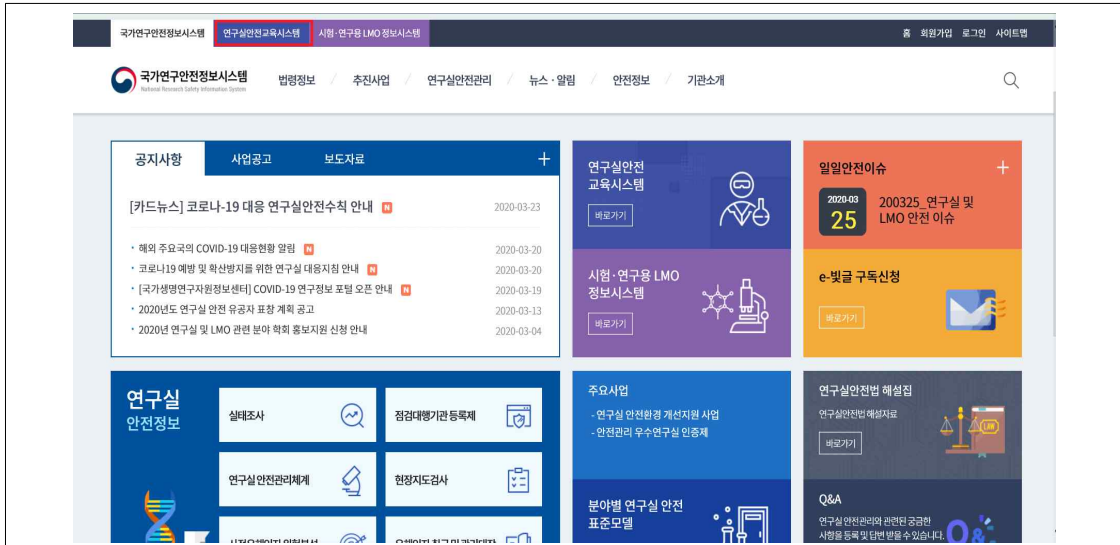 국가연구안전정보시스템 연구실안전교육시스템 시험·연구용 LMO 정보시스템 홈 회원가입 로그인 사이트맵
국가연구안전정보시스템
National Research Safety Information System
법령정보 / 추진사업 / 연구실안전관리 / 뉴스·알림 / 안전정보 / 기관소개
공지사항 사업공고 보도자료 +
[카드뉴스] 코로나-19 대응 연구실안전수칙 안내 N 2020-03-23
· 해외 주요국의 COVID-19 대응현황 알림 N 2020-03-20
· 코로나19 예방 및 확산방지를 위한 연구실 대응지침 안내 N 2020-03-20
· [국가생명연구자원정보센터] COVID-19 연구정보 포털 오픈 안내 N 2020-03-19
· 2020년도 연구실 안전 유공자 표창 계획 공고 2020-03-13
· 2020년 연구실 및 LMO 관련 분야 학회 홍보지원 신청 안내 2020-03-04
연구실안전
교육시스템
바로가기
일일안전이슈 +
2020-03
25
200325_연구실 및
LMO 안전 이슈
시험·연구용 LMO
정보시스템
바로가기
e-빛글 구독신청
바로가기
연구실
안전정보
실태조사
점검대행기관 등록제
연구실 안전관리체계
현장지도검사
주요사업
- 연구실 안전환경 개선지원 사업
- 안전관리 우수연구실 인증제
연구실안전법 해설집
연구실안전법 해설자료
바로가기
LAW
분야별 연구실 안전
표준모델
Q&A
연구실 안전관리와 관련된 궁금한
사항을 등록 및 답변 받을 수 있습니다.